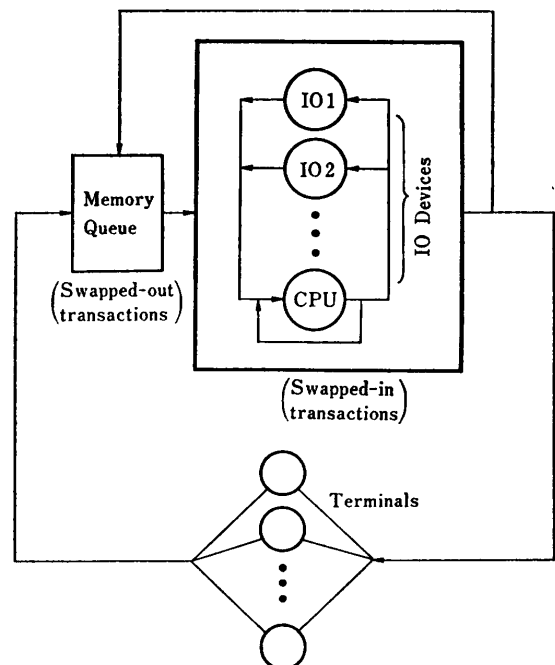 IO1
IO2
IO Devices
CPU
Memory
Queue
(Swapped-out
transactions)
(Swapped-in
transactions)
Terminals